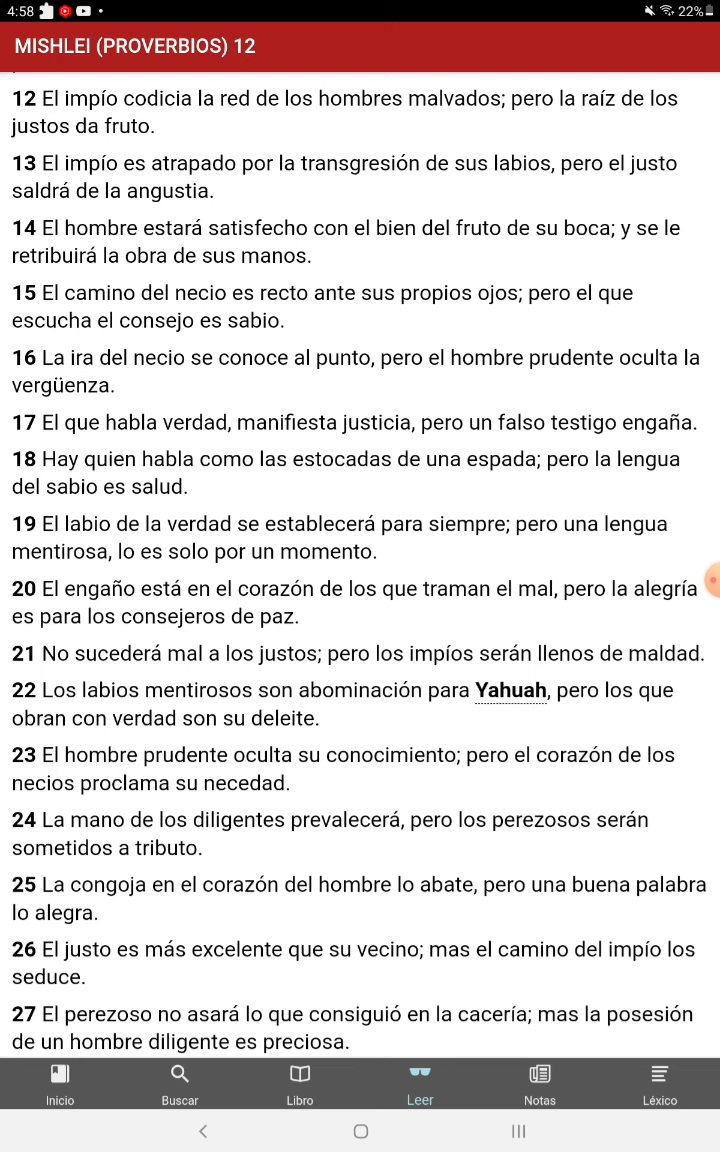 4:58
22%
MISHLEI (PROVERBIOS) 12
12 El impío codicia la red de los hombres malvados; pero la raíz de los
justos da fruto.
13 El impío es atrapado por la transgresión de sus labios, pero el justo
saldrá de la angustia.
14 El hombre estará satisfecho con el bien del fruto de su boca; y se le
retribuirá la obra de sus manos.
15 El camino del necio es recto ante sus propios ojos; pero el que
escucha el consejo es sabio.
16 La ira del necio se conoce al punto, pero el hombre prudente oculta la
vergüenza.
17 El que habla verdad, manifiesta justicia, pero un falso testigo engaña.
18 Hay quien habla como las estocadas de una espada; pero la lengua
del sabio es salud.
19 El labio de la verdad se establecerá para siempre; pero una lengua
mentirosa, lo es solo por un momento.
20 El engaño está en el corazón de los que traman el mal, pero la alegría
es para los consejeros de paz.
21 No sucederá mal a los justos; pero los impíos serán llenos de maldad.
22 Los labios mentirosos son abominación para Yahuah, pero los que
obran con verdad son su deleite.
23 El hombre prudente oculta su conocimiento; pero el corazón de los
necios proclama su necedad.
24 La mano de los diligentes prevalecerá, pero los perezosos serán
sometidos a tributo.
25 La congoja en el corazón del hombre lo abate, pero una buena palabra
lo alegra.
26 El justo es más excelente que su vecino; mas el camino del impío los
seduce.
27 El perezoso no asará lo que consiguió en la cacería; mas la posesión
de un hombre diligente es preciosa.
Inicio Buscar Libro Leer Notas Léxico